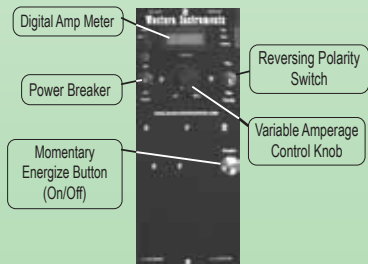 Digital Amp Meter
Western Instruments
Reversing Polarity
Switch
Power Breaker
Variable Amperage
Control Knob
Momentary
Energize Button
(On/Off)